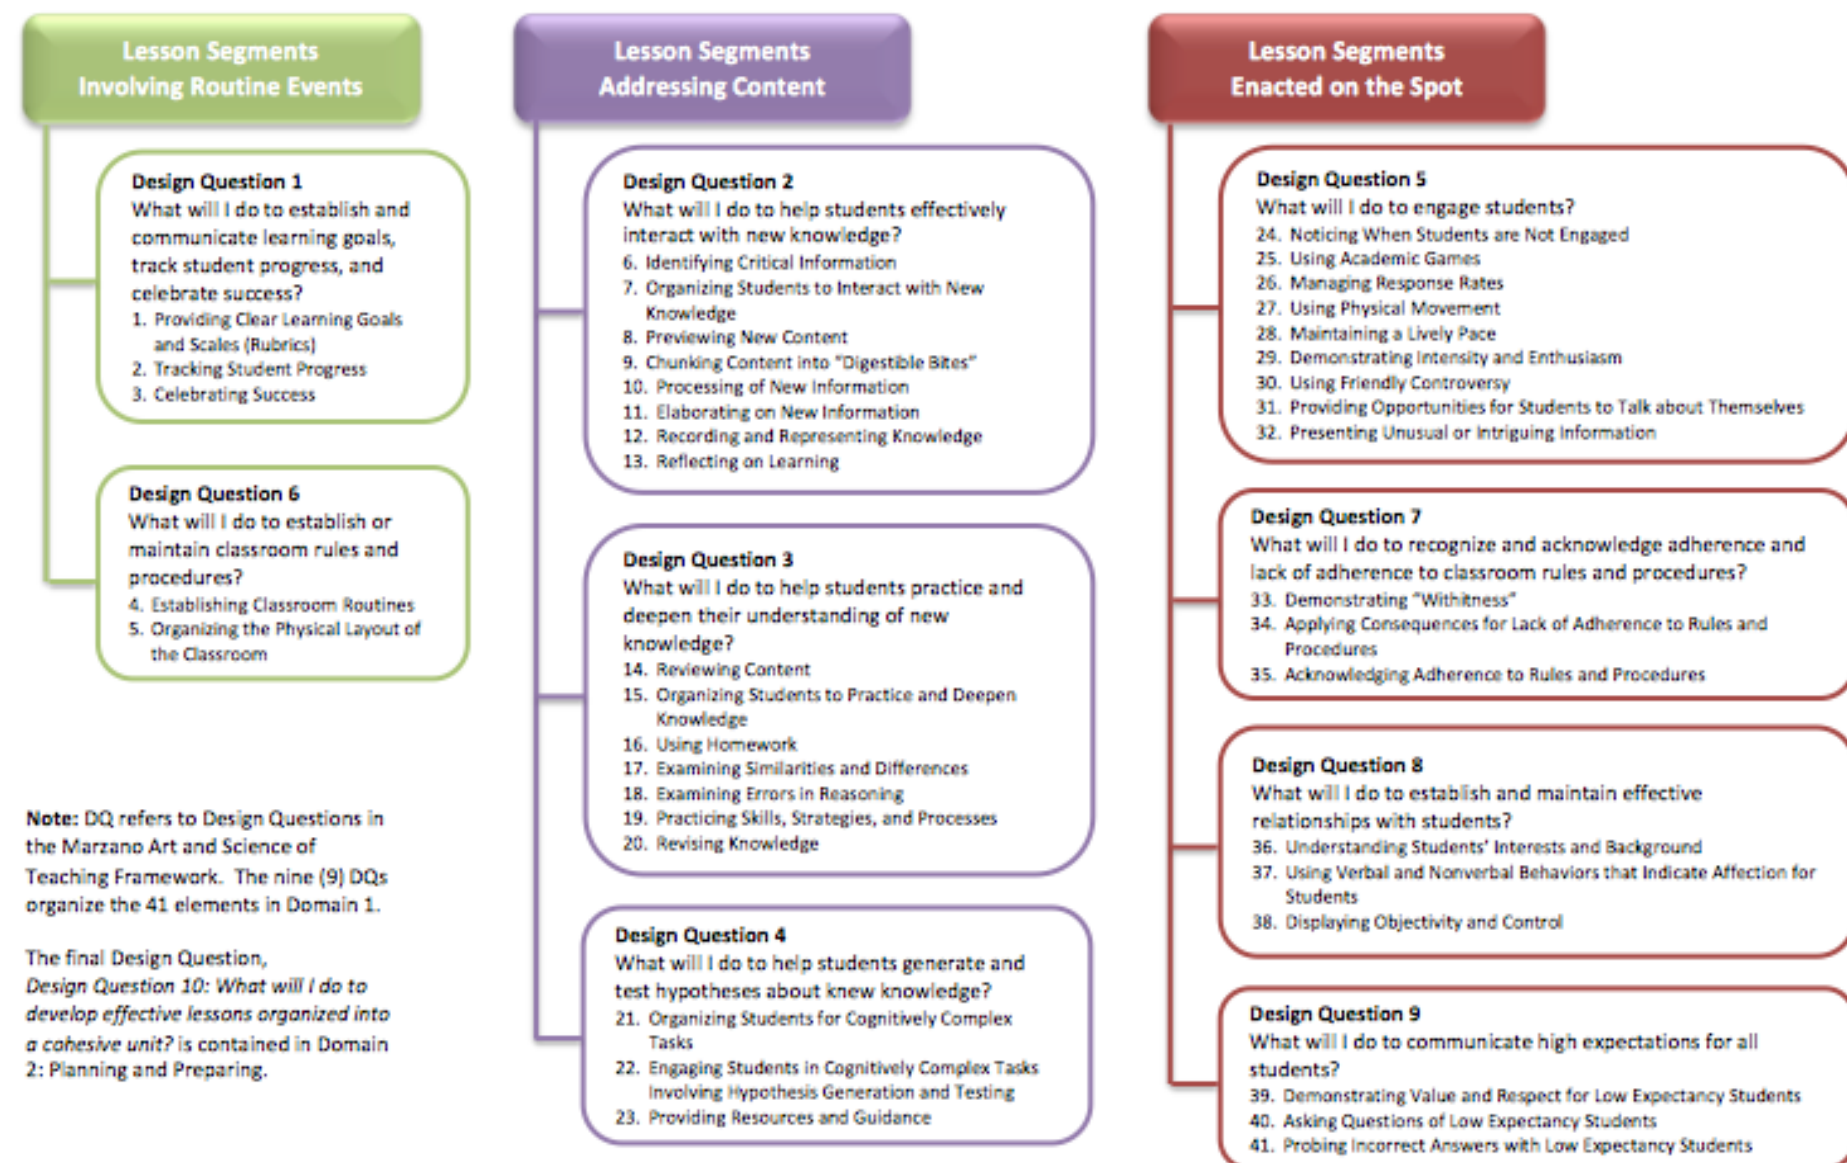 Lesson Segments
Involving Routine Events
Design Question 1
What will I do to establish and
communicate learning goals,
track student progress, and
celebrate success?
1. Providing Clear Learning Goals
and Scales (Rubrics)
2. Tracking Student Progress
3. Celebrating Success
Design Question 6
What will I do to establish or
maintain classroom rules and
procedures?
4. Establishing Classroom Routines
5. Organizing the Physical Layout of
the Classroom
Note: DQ refers to Design Questions in
the Marzano Art and Science of
Teaching Framework. The nine (9) DQs
organize the 41 elements in Domain 1.
The final Design Question,
Design Question 10: What will I do to
develop effective lessons organized into
a cohesive unit? is contained in Domain
2: Planning and Preparing.
Lesson Segments
Addressing Content
Design Question 2
What will I do to help students effectively
interact with new knowledge?
6. Identifying Critical Information
7. Organizing Students to Interact with New
Knowledge
8. Previewing New Content
9. Chunking Content into “Digestible Bites”
10. Processing of New Information
11. Elaborating on New Information
12. Recording and Representing Knowledge
13. Reflecting on Learning
Design Question 3
What will I do to help students practice and
deepen their understanding of new
knowledge?
14. Reviewing Content
15. Organizing Students to Practice and Deepen
Knowledge
16. Using Homework
17. Examining Similarities and Differences
18. Examining Errors in Reasoning
19. Practicing Skills, Strategies, and Processes
20. Revising Knowledge
Design Question 4
What will I do to help students generate and
test hypotheses about knew knowledge?
21. Organizing Students for Cognitively Complex
Tasks
22. Engaging Students in Cognitively Complex Tasks
Involving Hypothesis Generation and Testing
23. Providing Resources and Guidance
Lesson Segments
Enacted on the Spot
Design Question 5
What will I do to engage students?
24. Noticing When Students are Not Engaged
25. Using Academic Games
26. Managing Response Rates
27. Using Physical Movement
28. Maintaining a Lively Pace
29. Demonstrating Intensity and Enthusiasm
30. Using Friendly Controversy
31. Providing Opportunities for Students to Talk about Themselves
32. Presenting Unusual or Intriguing Information
Design Question 7
What will I do to recognize and acknowledge adherence and
lack of adherence to classroom rules and procedures?
33. Demonstrating “Withitness”
34. Applying Consequences for Lack of Adherence to Rules and
Procedures
35. Acknowledging Adherence to Rules and Procedures
Design Question 8
What will I do to establish and maintain effective
relationships with students?
36. Understanding Students’ Interests and Background
37. Using Verbal and Nonverbal Behaviors that Indicate Affection for
Students
38. Displaying Objectivity and Control
Design Question 9
What will I do to communicate high expectations for all
students?
39. Demonstrating Value and Respect for Low Expectancy Students
40. Asking Questions of Low Expectancy Students
41. Probing Incorrect Answers with Low Expectancy Students